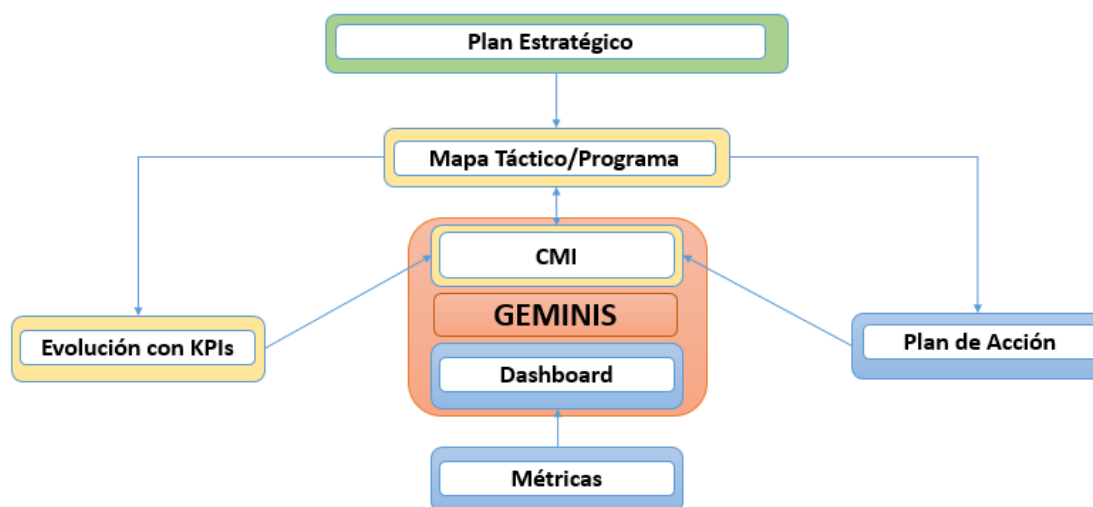 Plan Estratégico
Mapa Táctico/Programa
CMI
GEMINIS
Evolución con KPIs
Plan de Acción
Dashboard
Métricas